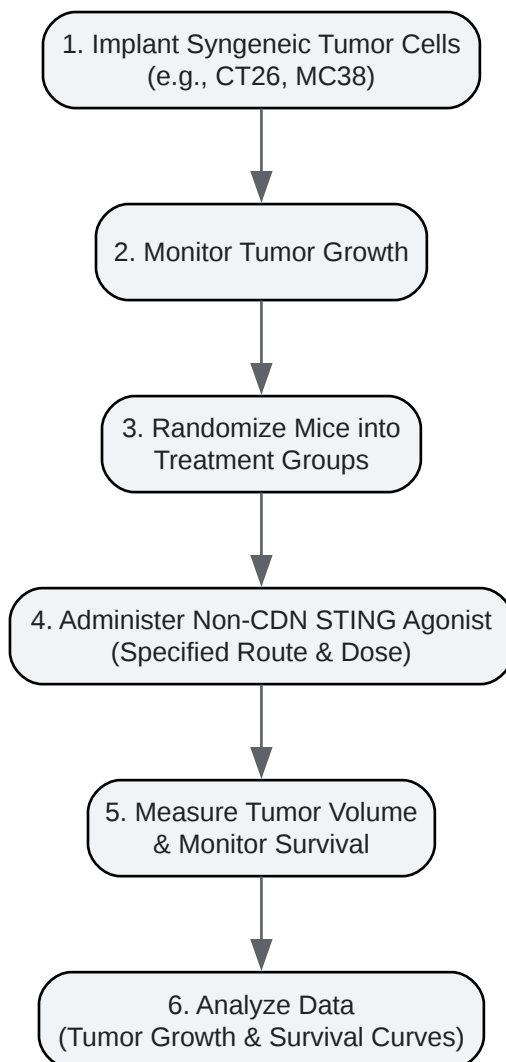 1. Implant Syngeneic Tumor Cells
(e.g., CT26, MC38)
2. Monitor Tumor Growth
3. Randomize Mice into
Treatment Groups
4. Administer Non-CDN STING Agonist
(Specified Route & Dose)
5. Measure Tumor Volume
& Monitor Survival
6. Analyze Data
(Tumor Growth & Survival Curves)